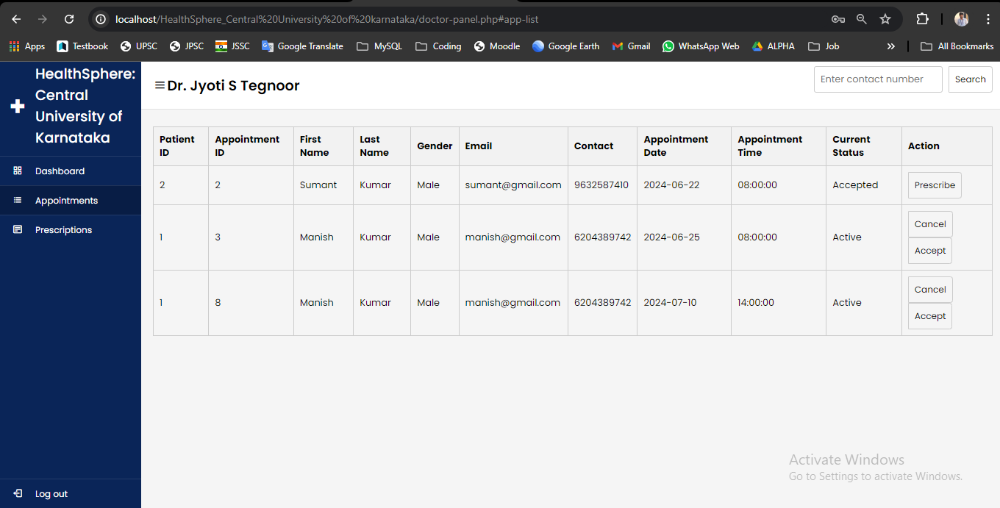 localhost/HealthSphere_Central%20University%20of%20karnataka/doctor-panel.php#app-list
Apps Testbook UPSC JPSC JSSC Google Translate MySQL Coding Moodle Google Earth Gmail WhatsApp Web ALPHA Job » All Bookmarks
HealthSphere:
Central
University of
Karnataka
Dashboard
Appointments
Prescriptions
Log out
Dr. Jyoti S Tegnoor
Enter contact number Search
Patient ID Appointment ID First Name Last Name Gender Email Contact Appointment Date Appointment Time Current Status Action
2 2 Sumant Kumar Male sumant@gmail.com 9632587410 2024-06-22 08:00:00 Accepted Prescribe
1 3 Manish Kumar Male manish@gmail.com 6204389742 2024-06-25 08:00:00 Active Cancel
Accept
1 8 Manish Kumar Male manish@gmail.com 6204389742 2024-07-10 14:00:00 Active Cancel
Accept
Activate Windows
Go to Settings to activate Windows.